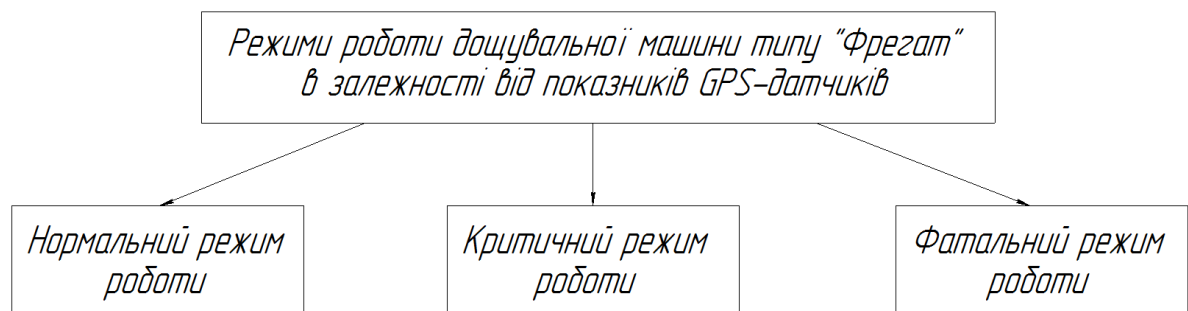 Режими роботи дощувальної машини типу "Фрегат"
в залежності від показників GPS-датчиків
Нормальний режим
роботи
Критичний режим
роботи
Фатальний режим
роботи